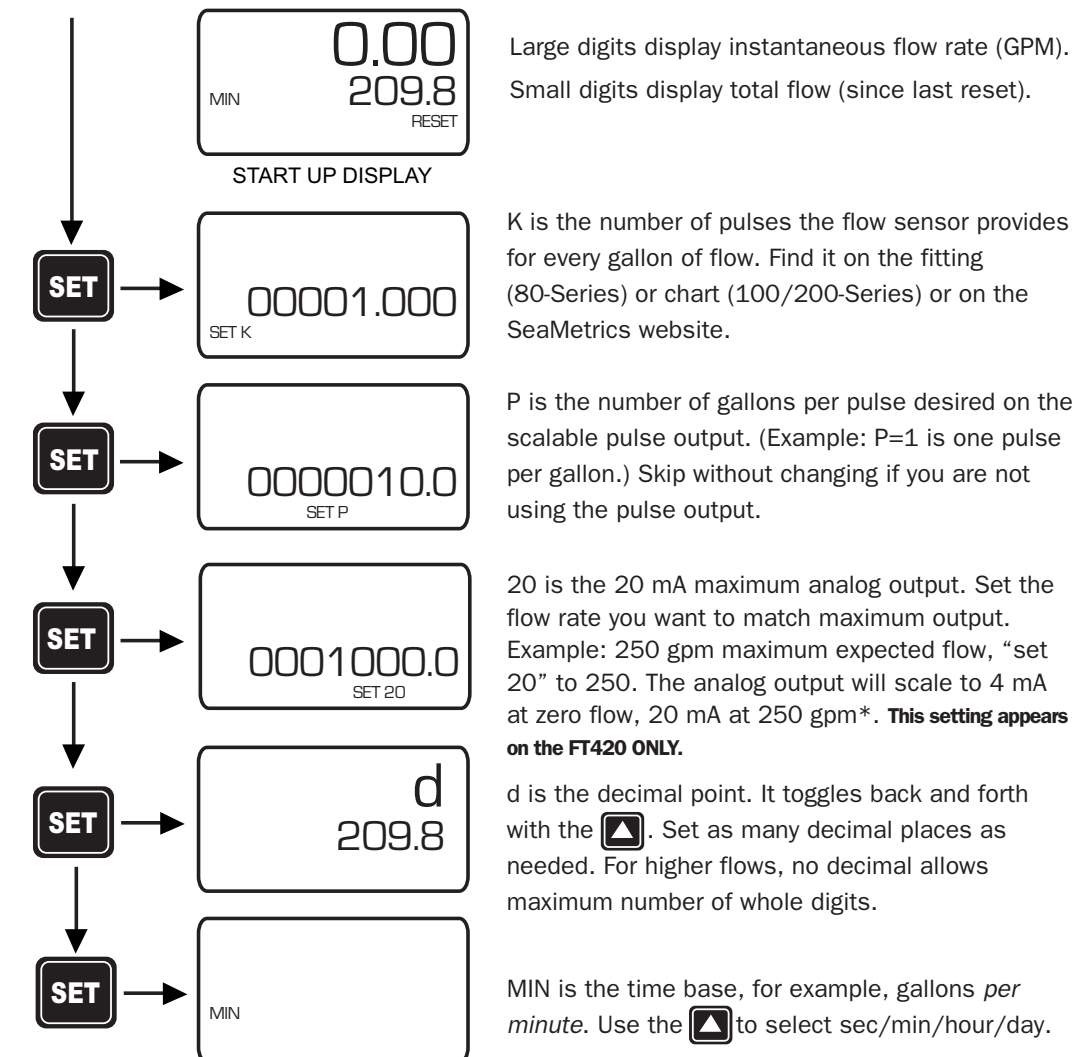 0.00
MIN 209.8
RESET
START UP DISPLAY
Large digits display instantaneous flow rate (GPM).
Small digits display total flow (since last reset).
SET
00001.000
SET K
K is the number of pulses the flow sensor provides
for every gallon of flow. Find it on the fitting
(80-Series) or chart (100/200-Series) or on the
SeaMetrics website.
SET
0000010.0
SET P
P is the number of gallons per pulse desired on the
scalable pulse output. (Example: P=1 is one pulse
per gallon.) Skip without changing if you are not
using the pulse output.
SET
0001000.0
SET 20
20 is the 20 mA maximum analog output. Set the
flow rate you want to match maximum output.
Example: 250 gpm maximum expected flow, “set
20” to 250. The analog output will scale to 4 mA
at zero flow, 20 mA at 250 gpm*. This setting appears
on the FT420 ONLY.
SET
d
209.8
d is the decimal point. It toggles back and forth
with the ▲. Set as many decimal places as
needed. For higher flows, no decimal allows
maximum number of whole digits.
SET
MIN
MIN is the time base, for example, gallons per
minute. Use the ▲ to select sec/min/hour/day.